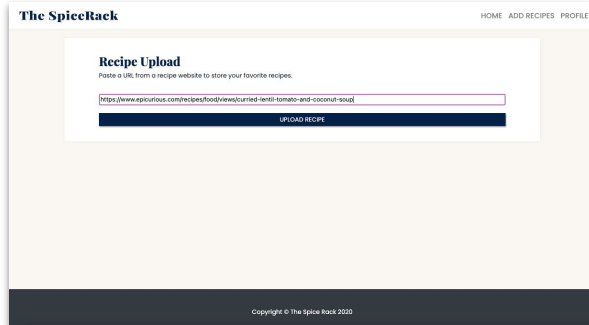 The SpiceRack
HOME ADD RECIPES PROFILE
Recipe Upload
Paste a URL from a recipe website to store your favorite recipes.
https://www.epicurious.com/recipes/food/views/curried-lentil-tomato-and-coconut-soup
UPLOAD RECIPE
Copyright © The Spice Rack 2020